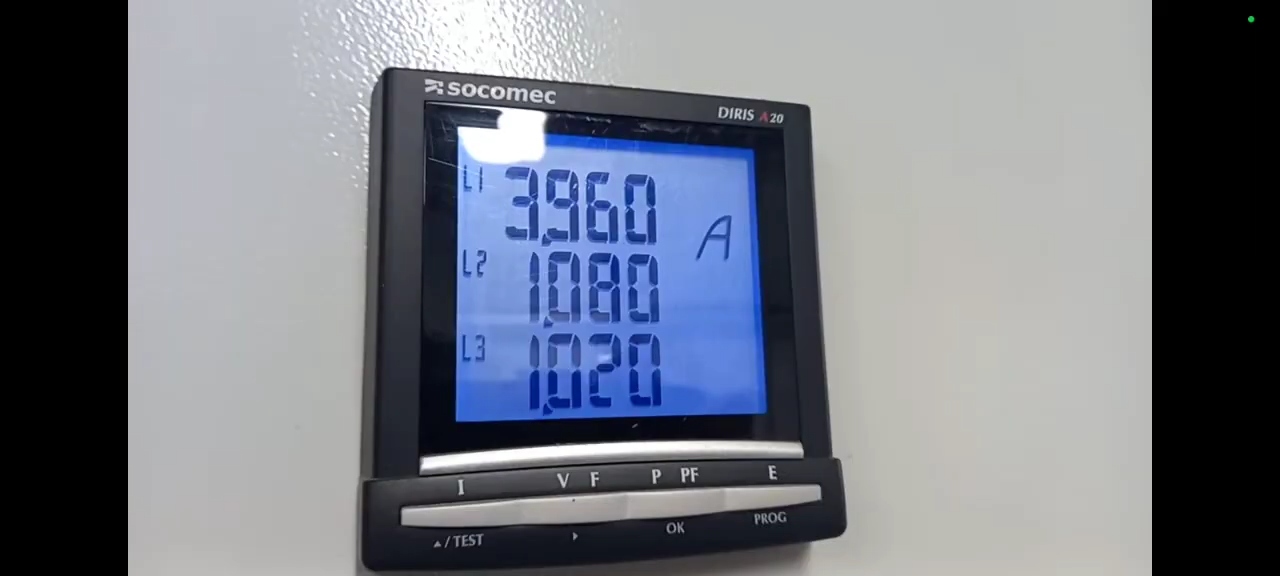 socomec
DIRIS A20
L1 3,960
A
L2 1,080
L3 1,020
I V F P PF E
▲/TEST ▶ OK PROG